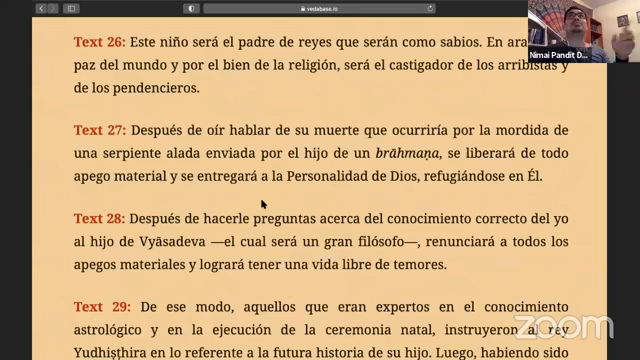 vedabase.io
Text 26: Este niño será el padre de reyes que serán como sabios. En aras
paz del mundo y por el bien de la religión, será el castigador de los arribistas y
de los pendencieros.
Text 27: Después de oír hablar de su muerte que ocurriría por la mordida de
una serpiente alada enviada por el hijo de un brāhmaṇa, se liberará de todo
apego material y se entregará a la Personalidad de Dios, refugiándose en Él.
Text 28: Después de hacerle preguntas acerca del conocimiento correcto del yo
al hijo de Vyāsadeva —el cual será un gran filósofo—, renunciará a todos los
apegos materiales y logrará tener una vida libre de temores.
Text 29: De ese modo, aquellos que eran expertos en el conocimiento
astrológico y en la ejecución de la ceremonia natal, instruyeron al rey
Yudhiṣṭhira en lo referente a la futura historia de su hijo. Luego, habiendo sido
Nimai Pandit D...
zoom